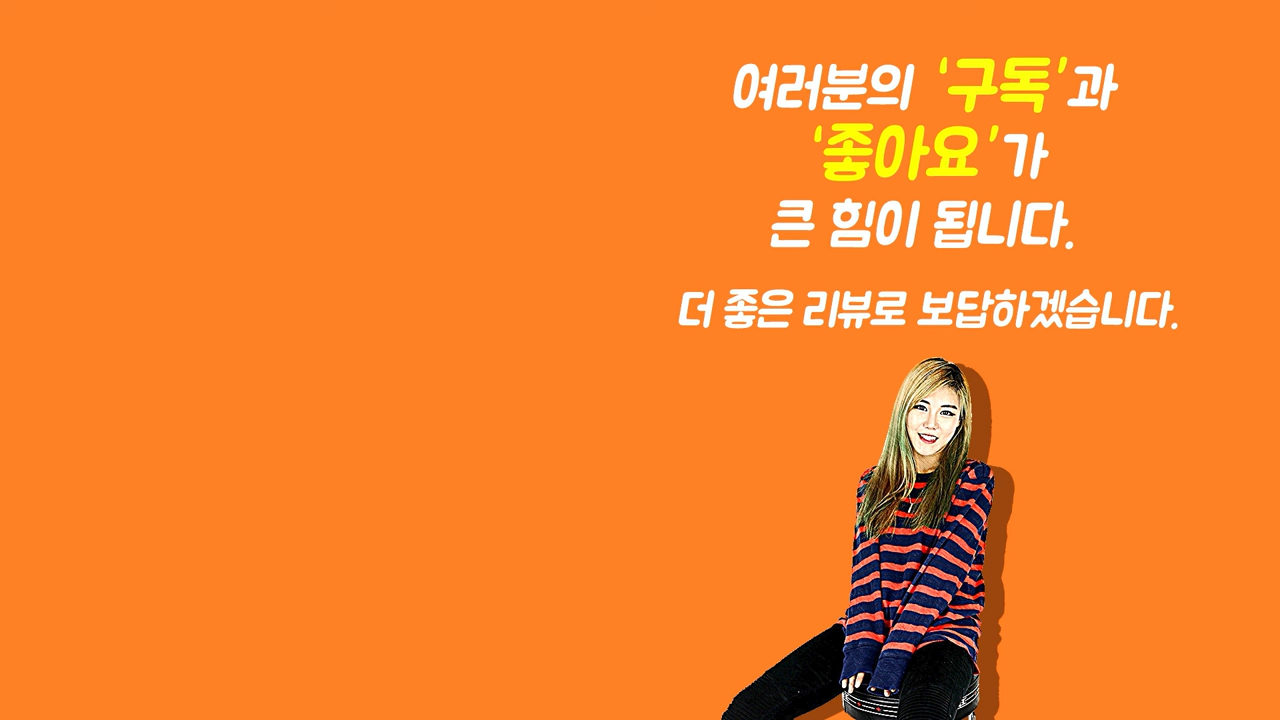 여러분의 '구독'과
'좋아요'가
큰 힘이 됩니다.
더 좋은 리뷰로 보답하겠습니다.